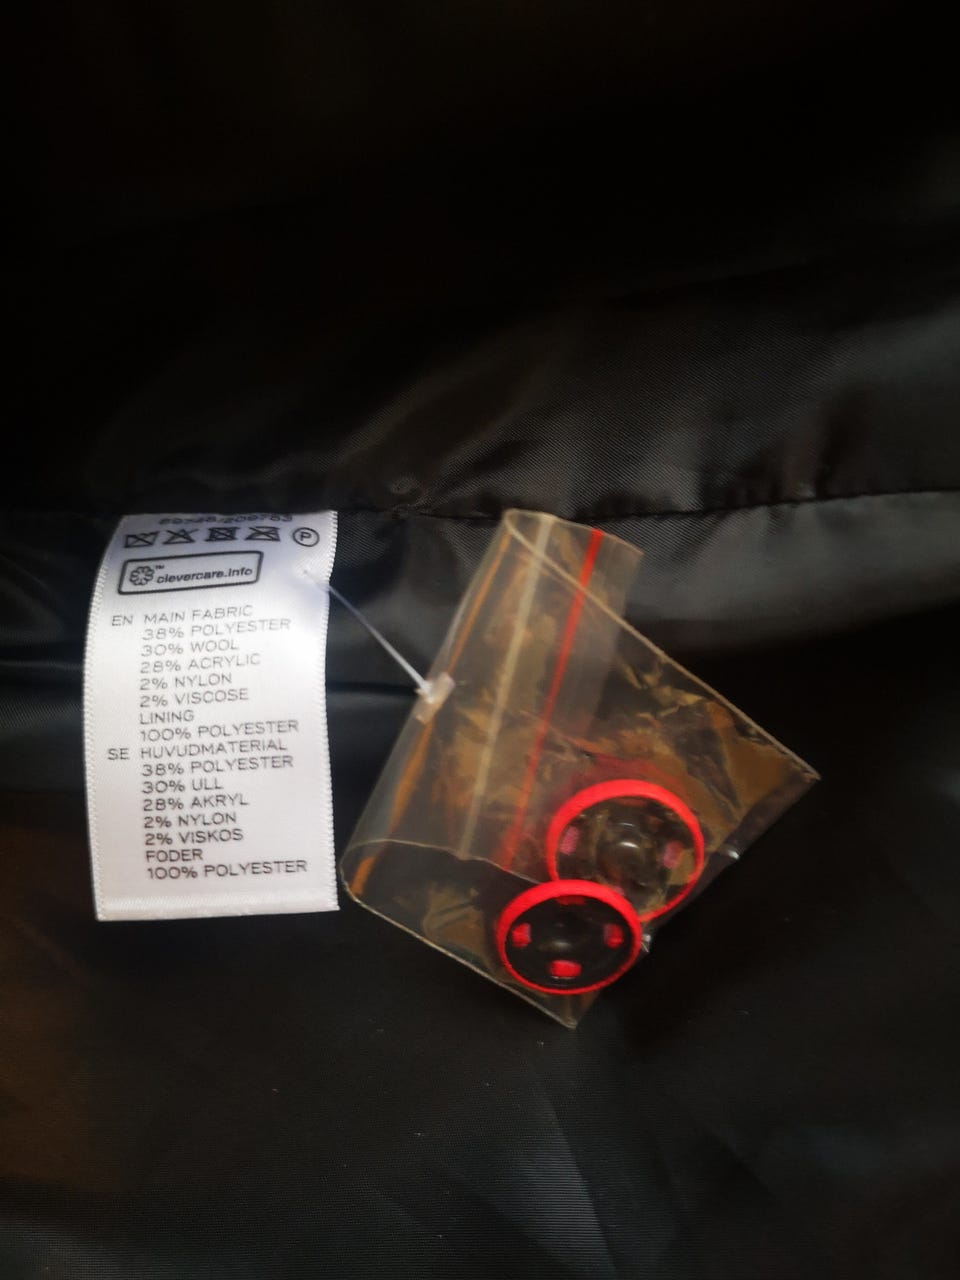 P
™
clevercare.info
EN MAIN FABRIC
38% POLYESTER
30% WOOL
28% ACRYLIC
2% NYLON
2% VISCOSE
LINING
100% POLYESTER
SE HUVUDMATERIAL
38% POLYESTER
30% ULL
28% AKRYL
2% NYLON
2% VISKOS
FODER
100% POLYESTER